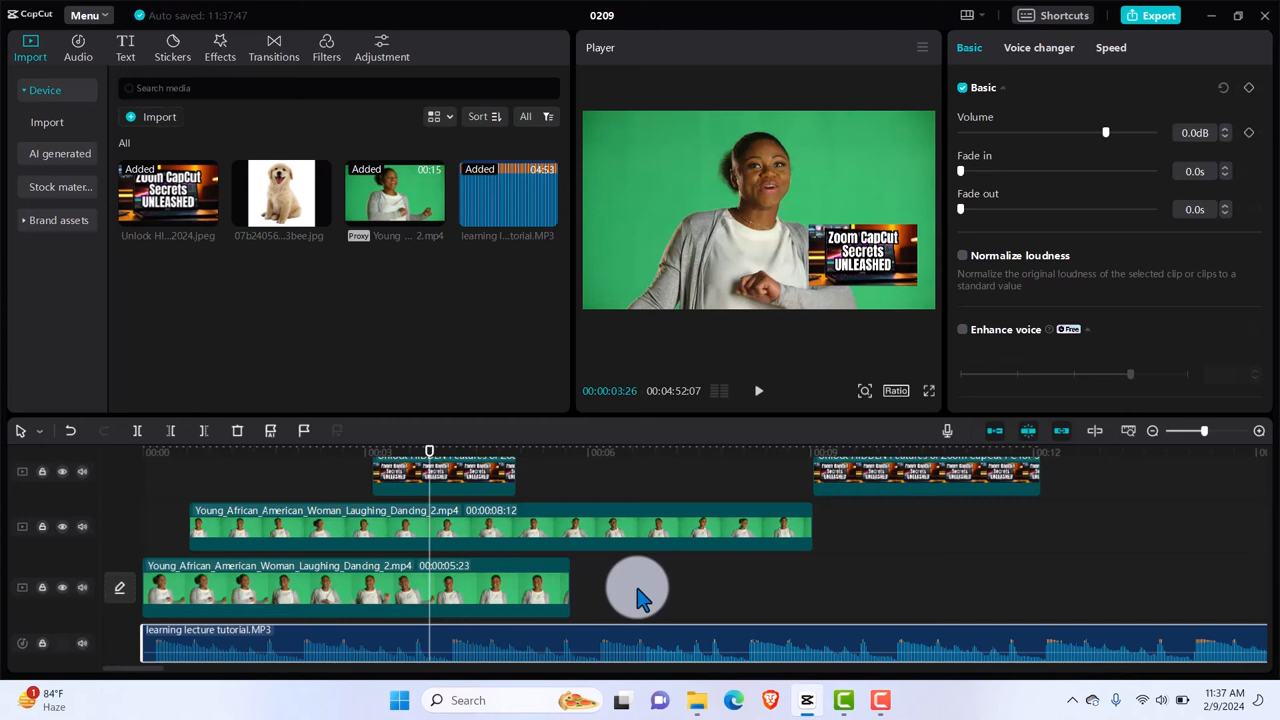 CapCut
Menu
Auto saved: 11:37:47
0209
Shortcuts
Export
Import
Audio
Text
Stickers
Effects
Transitions
Filters
Adjustment
Device
Import
AI generated
Stock mater...
Brand assets
Search media
Import
Sort
All
All
Added
Zoom CapCut
Secrets
UNLEASHED
Unlock HI...2024.jpeg
07b24056...3bee.jpg
Added
00:15
Proxy
Young ... 2.mp4
Added
04:53
learning l...torial.MP3
Player
Zoom CapCut
Secrets
UNLEASHED
00:00:03:26
00:04:52:07
Ratio
Basic
Voice changer
Speed
Basic
Volume
0.0dB
Fade in
0.0s
Fade out
0.0s
Normalize loudness
Normalize the original loudness of the selected clip or clips to a
standard value
Enhance voice
Free
00:00
00:03
00:06
00:09
00:12
Young_African_American_Woman_Laughing_Dancing_2.mp4 00:00:08:12
Young_African_American_Woman_Laughing_Dancing_2.mp4 00:00:05:23
learning lecture tutorial.MP3
1
84°F
Haze
Search
11:37 AM
2/9/2024